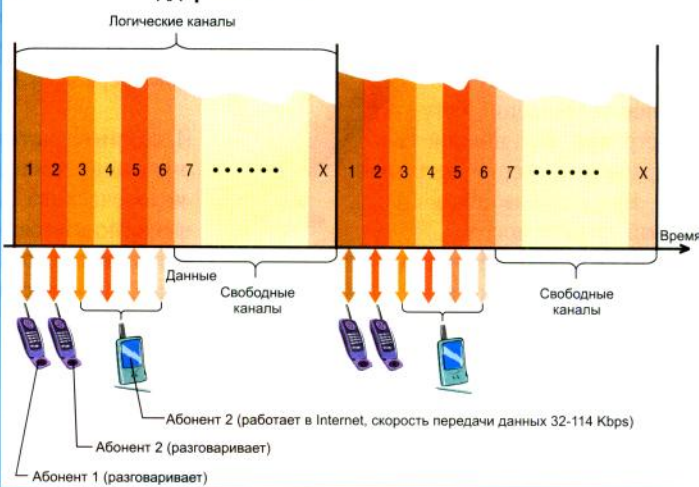 Логические каналы
1 2 3 4 5 6 7 ...... X 1 2 3 4 5 6 7 ...... X
Время
Данные
Свободные
каналы
Свободные
каналы
Абонент 2 (работает в Internet, скорость передачи данных 32-114 Kbps)
Абонент 2 (разговаривает)
Абонент 1 (разговаривает)